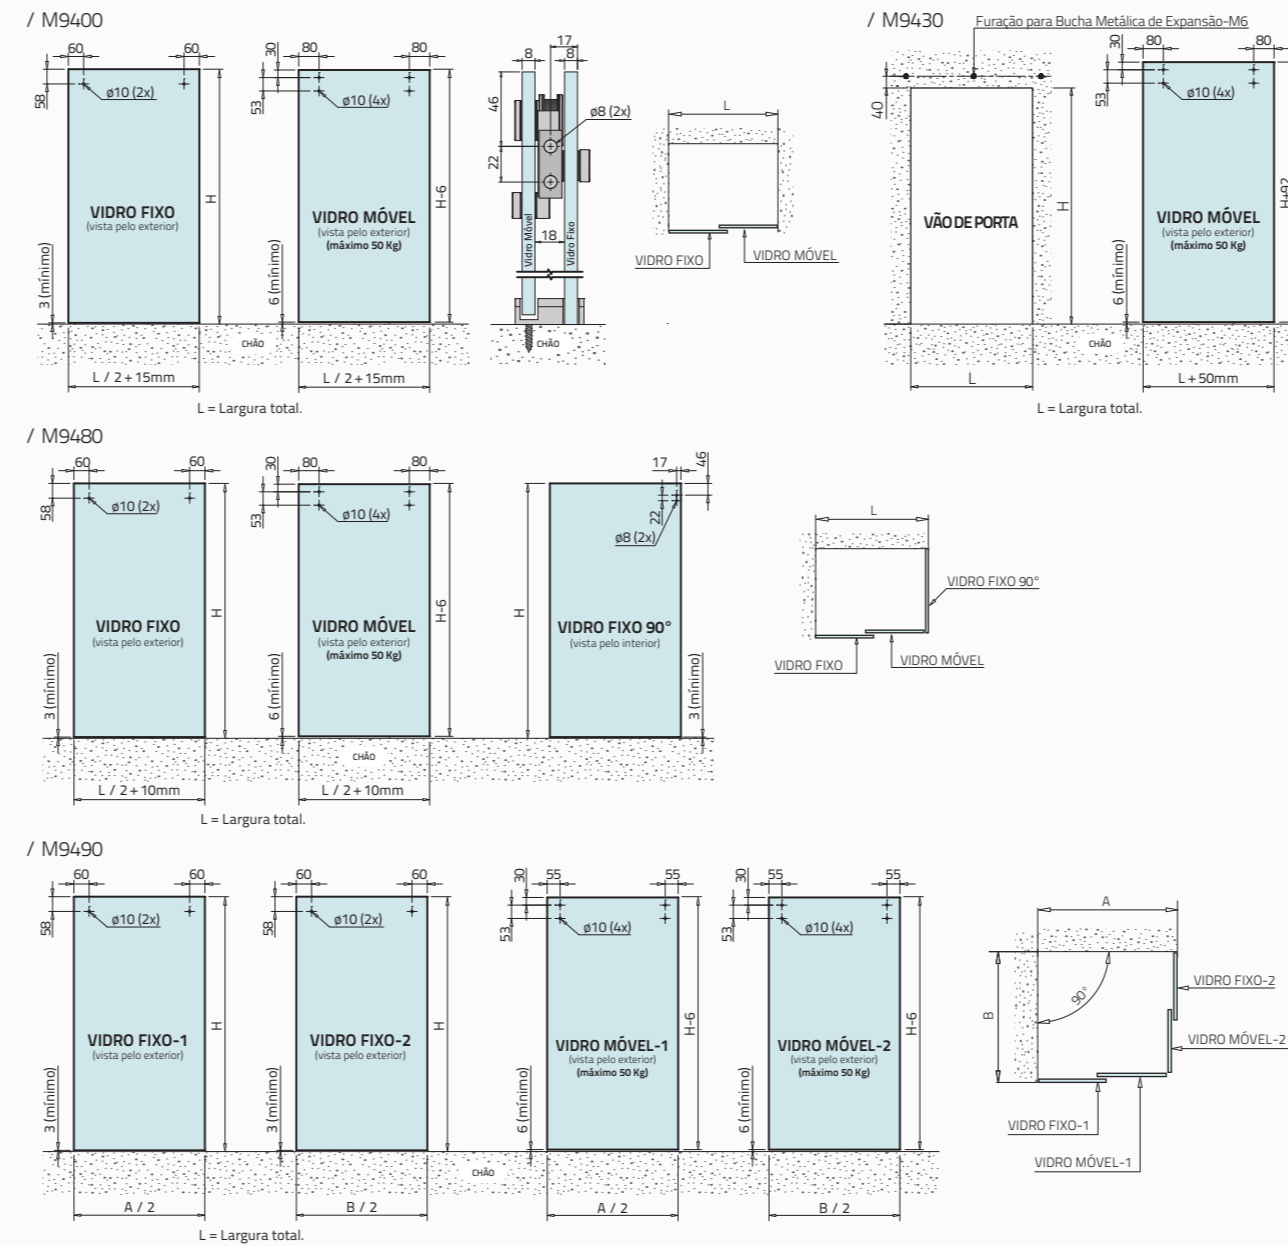 / M9400
60
60
58
ø10 (2x)
VIDRO FIXO
(vista pelo exterior)
H
3 (mínimo)
L / 2 + 15mm
80
30
80
53
ø10 (4x)
VIDRO MÓVEL
(vista pelo exterior)
(máximo 50 Kg)
H-6
6 (mínimo)
CHÃO
L / 2 + 15mm
L = Largura total.
17
8
8
46
ø8 (2x)
22
18
Vidro Móvel
Vidro Fixo
CHÃO
L
VIDRO FIXO
VIDRO MÓVEL
/ M9430
Furação para Bucha Metálica de Expansão-M6
40
VÃO DE PORTA
H
L
30
80
80
53
ø10 (4x)
VIDRO MÓVEL
(vista pelo exterior)
(máximo 50 Kg)
H+92
6 (mínimo)
CHÃO
L + 50mm
L = Largura total.
/ M9480
60
60
58
ø10 (2x)
VIDRO FIXO
(vista pelo exterior)
H
3 (mínimo)
L / 2 + 10mm
80
30
80
53
ø10 (4x)
VIDRO MÓVEL
(vista pelo exterior)
(máximo 50 Kg)
H-6
6 (mínimo)
CHÃO
L / 2 + 10mm
L = Largura total.
17
46
22
ø8 (2x)
H
VIDRO FIXO 90°
(vista pelo interior)
3 (mínimo)
L
VIDRO FIXO 90°
VIDRO FIXO
VIDRO MÓVEL
/ M9490
60
60
58
ø10 (2x)
VIDRO FIXO-1
(vista pelo exterior)
H
3 (mínimo)
A / 2
60
60
58
ø10 (2x)
VIDRO FIXO-2
(vista pelo exterior)
H
3 (mínimo)
B / 2
55
30
55
53
ø10 (4x)
VIDRO MÓVEL-1
(vista pelo exterior)
(máximo 50 Kg)
H-6
6 (mínimo)
CHÃO
A / 2
55
30
55
53
ø10 (4x)
VIDRO MÓVEL-2
(vista pelo exterior)
(máximo 50 Kg)
H-6
6 (mínimo)
B / 2
L = Largura total.
A
B
90°
VIDRO FIXO-2
VIDRO MÓVEL-2
VIDRO FIXO-1
VIDRO MÓVEL-1